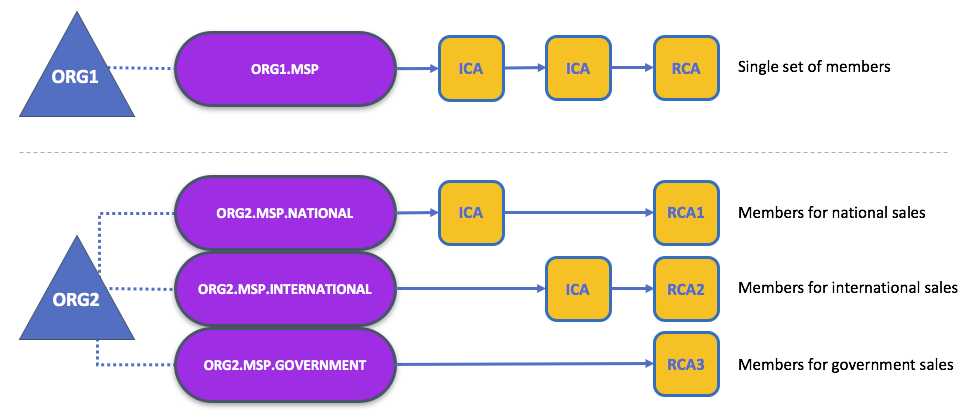 ORG1
ORG1.MSP
ICA
ICA
RCA
Single set of members
ORG2.MSP.NATIONAL
ICA
RCA1
Members for national sales
ORG2
ORG2.MSP.INTERNATIONAL
ICA
RCA2
Members for international sales
ORG2.MSP.GOVERNMENT
RCA3
Members for government sales